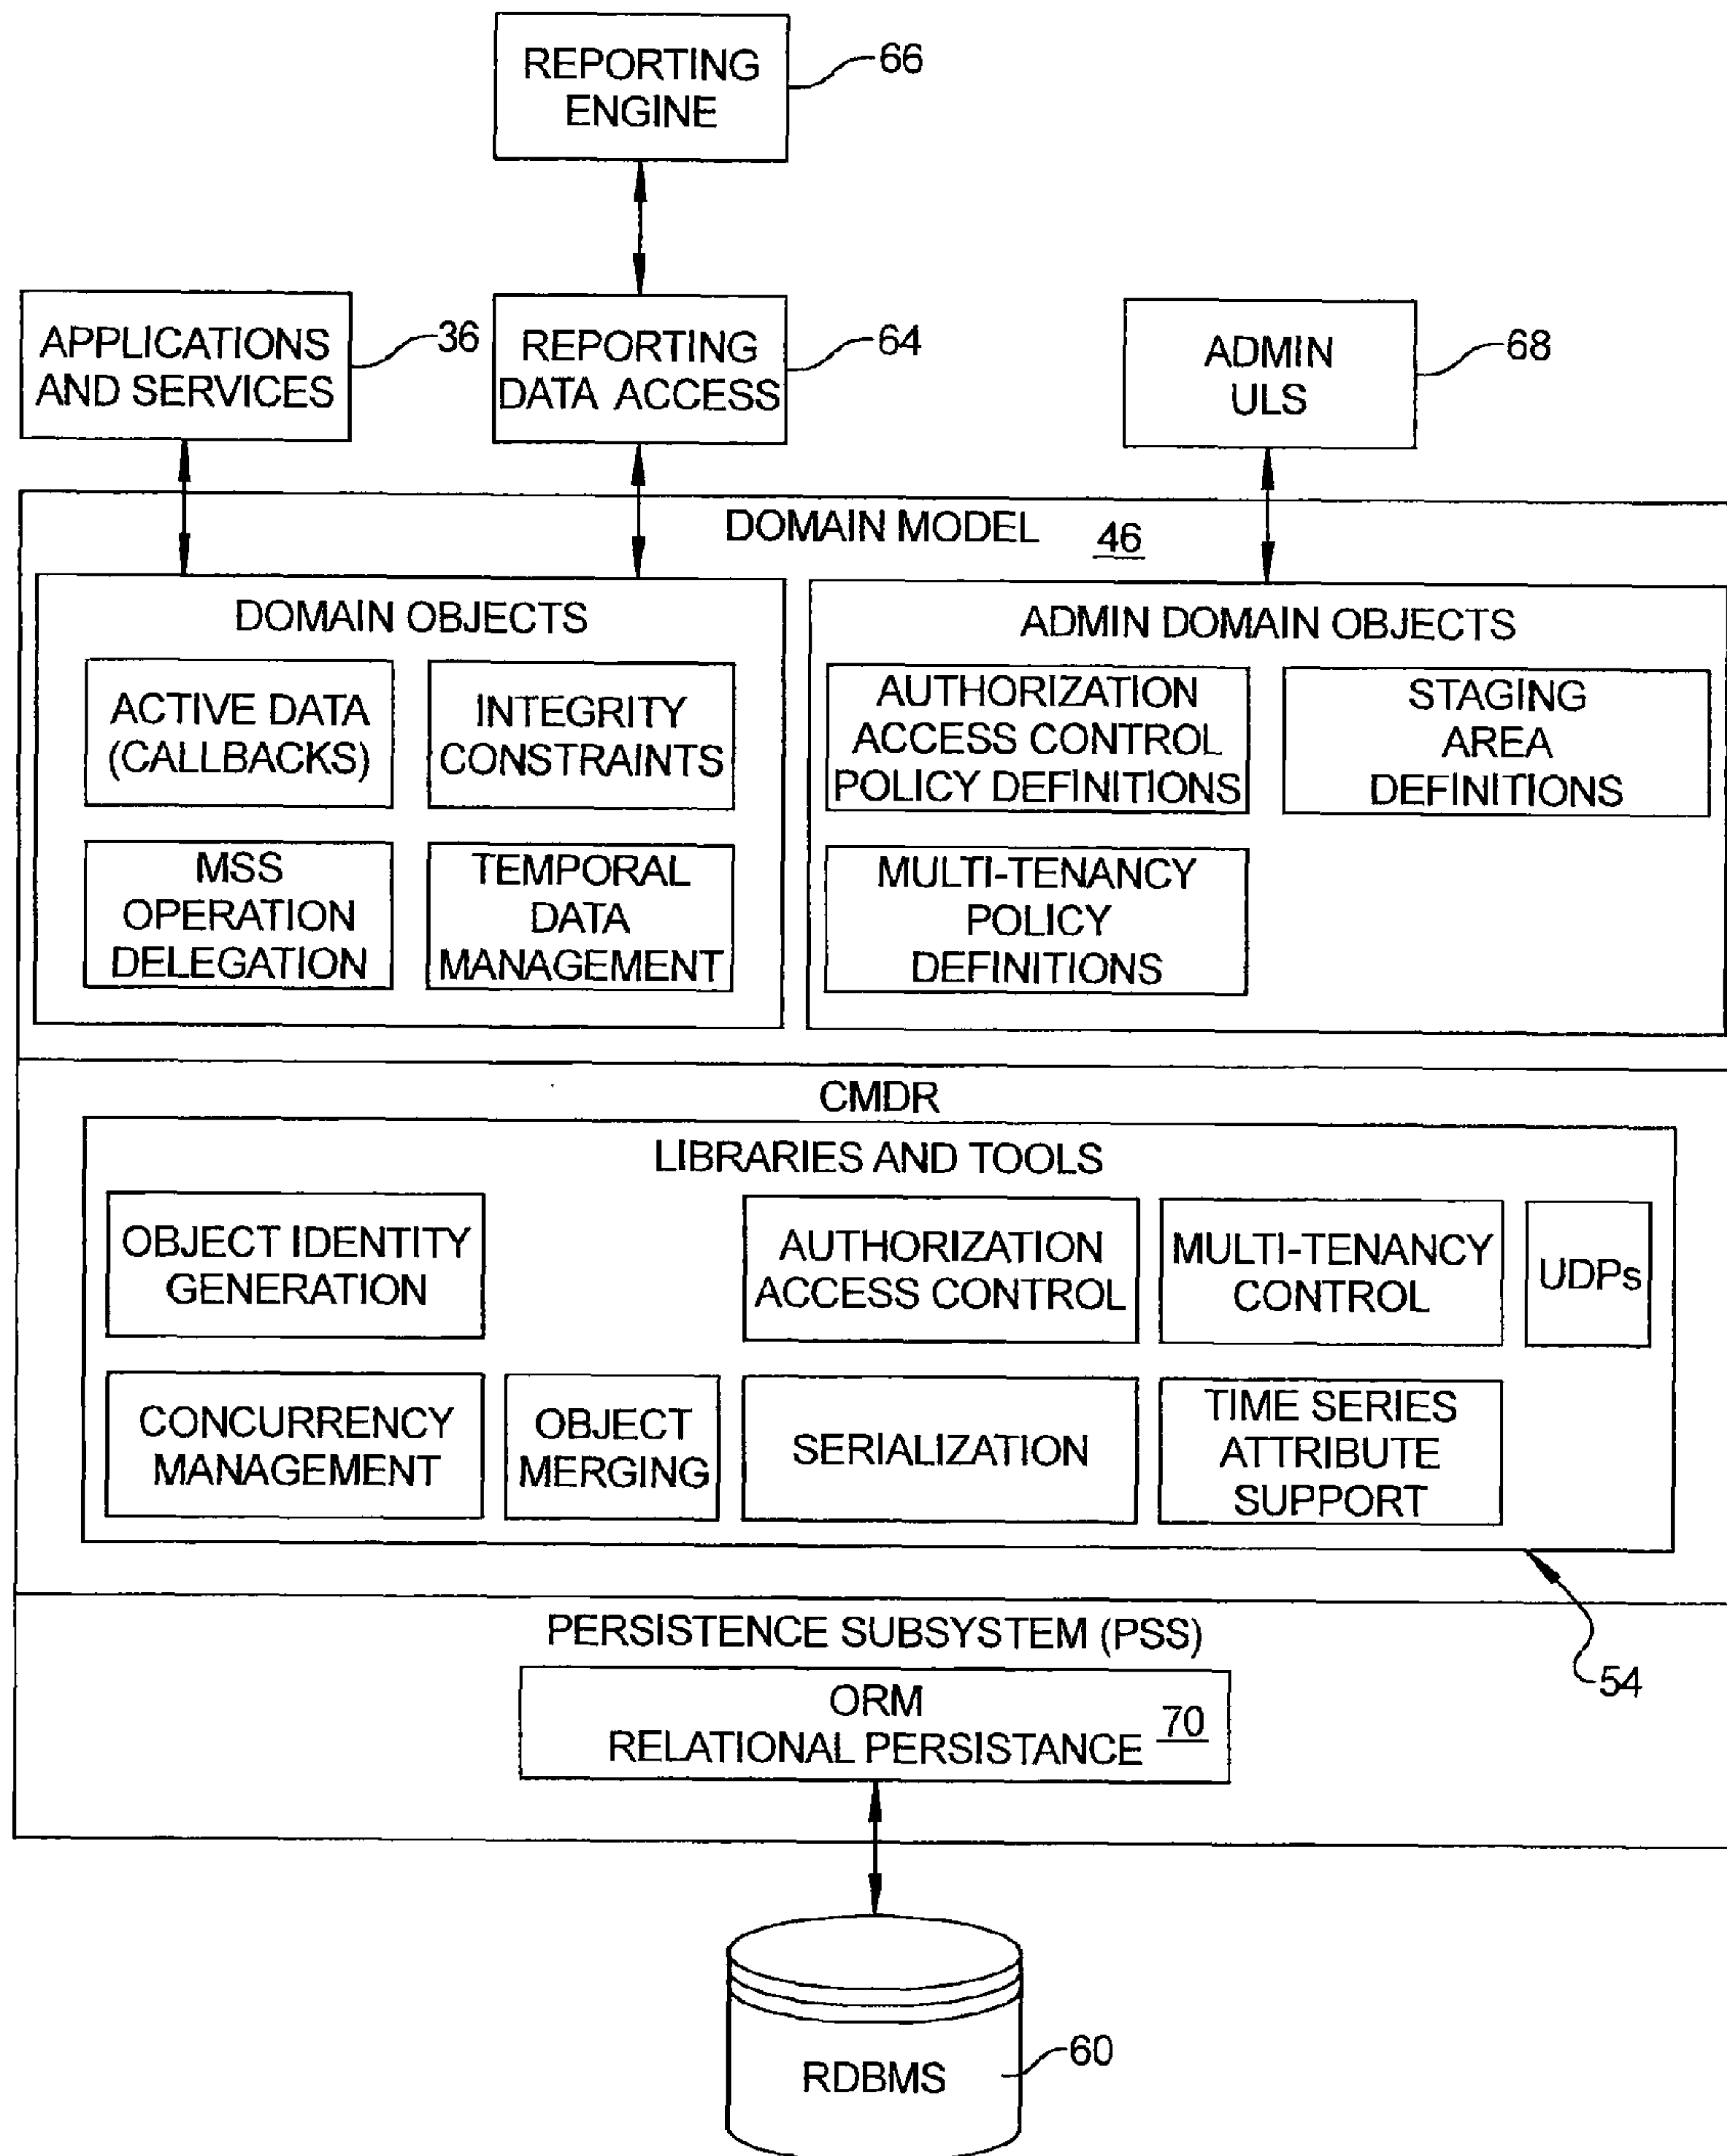 REPORTING
ENGINE
66
APPLICATIONS
AND SERVICES
36
REPORTING
DATA ACCESS
64
ADMIN
ULS
68
DOMAIN MODEL 46
DOMAIN OBJECTS
ACTIVE DATA
(CALLBACKS)
INTEGRITY
CONSTRAINTS
MSS
OPERATION
DELEGATION
TEMPORAL
DATA
MANAGEMENT
ADMIN DOMAIN OBJECTS
AUTHORIZATION
ACCESS CONTROL
POLICY DEFINITIONS
STAGING
AREA
DEFINITIONS
MULTI-TENANCY
POLICY
DEFINITIONS
CMDR
LIBRARIES AND TOOLS
OBJECT IDENTITY
GENERATION
AUTHORIZATION
ACCESS CONTROL
MULTI-TENANCY
CONTROL
UDPs
CONCURRENCY
MANAGEMENT
OBJECT
MERGING
SERIALIZATION
TIME SERIES
ATTRIBUTE
SUPPORT
54
PERSISTENCE SUBSYSTEM (PSS)
ORM
RELATIONAL PERSISTANCE 70
RDBMS
60